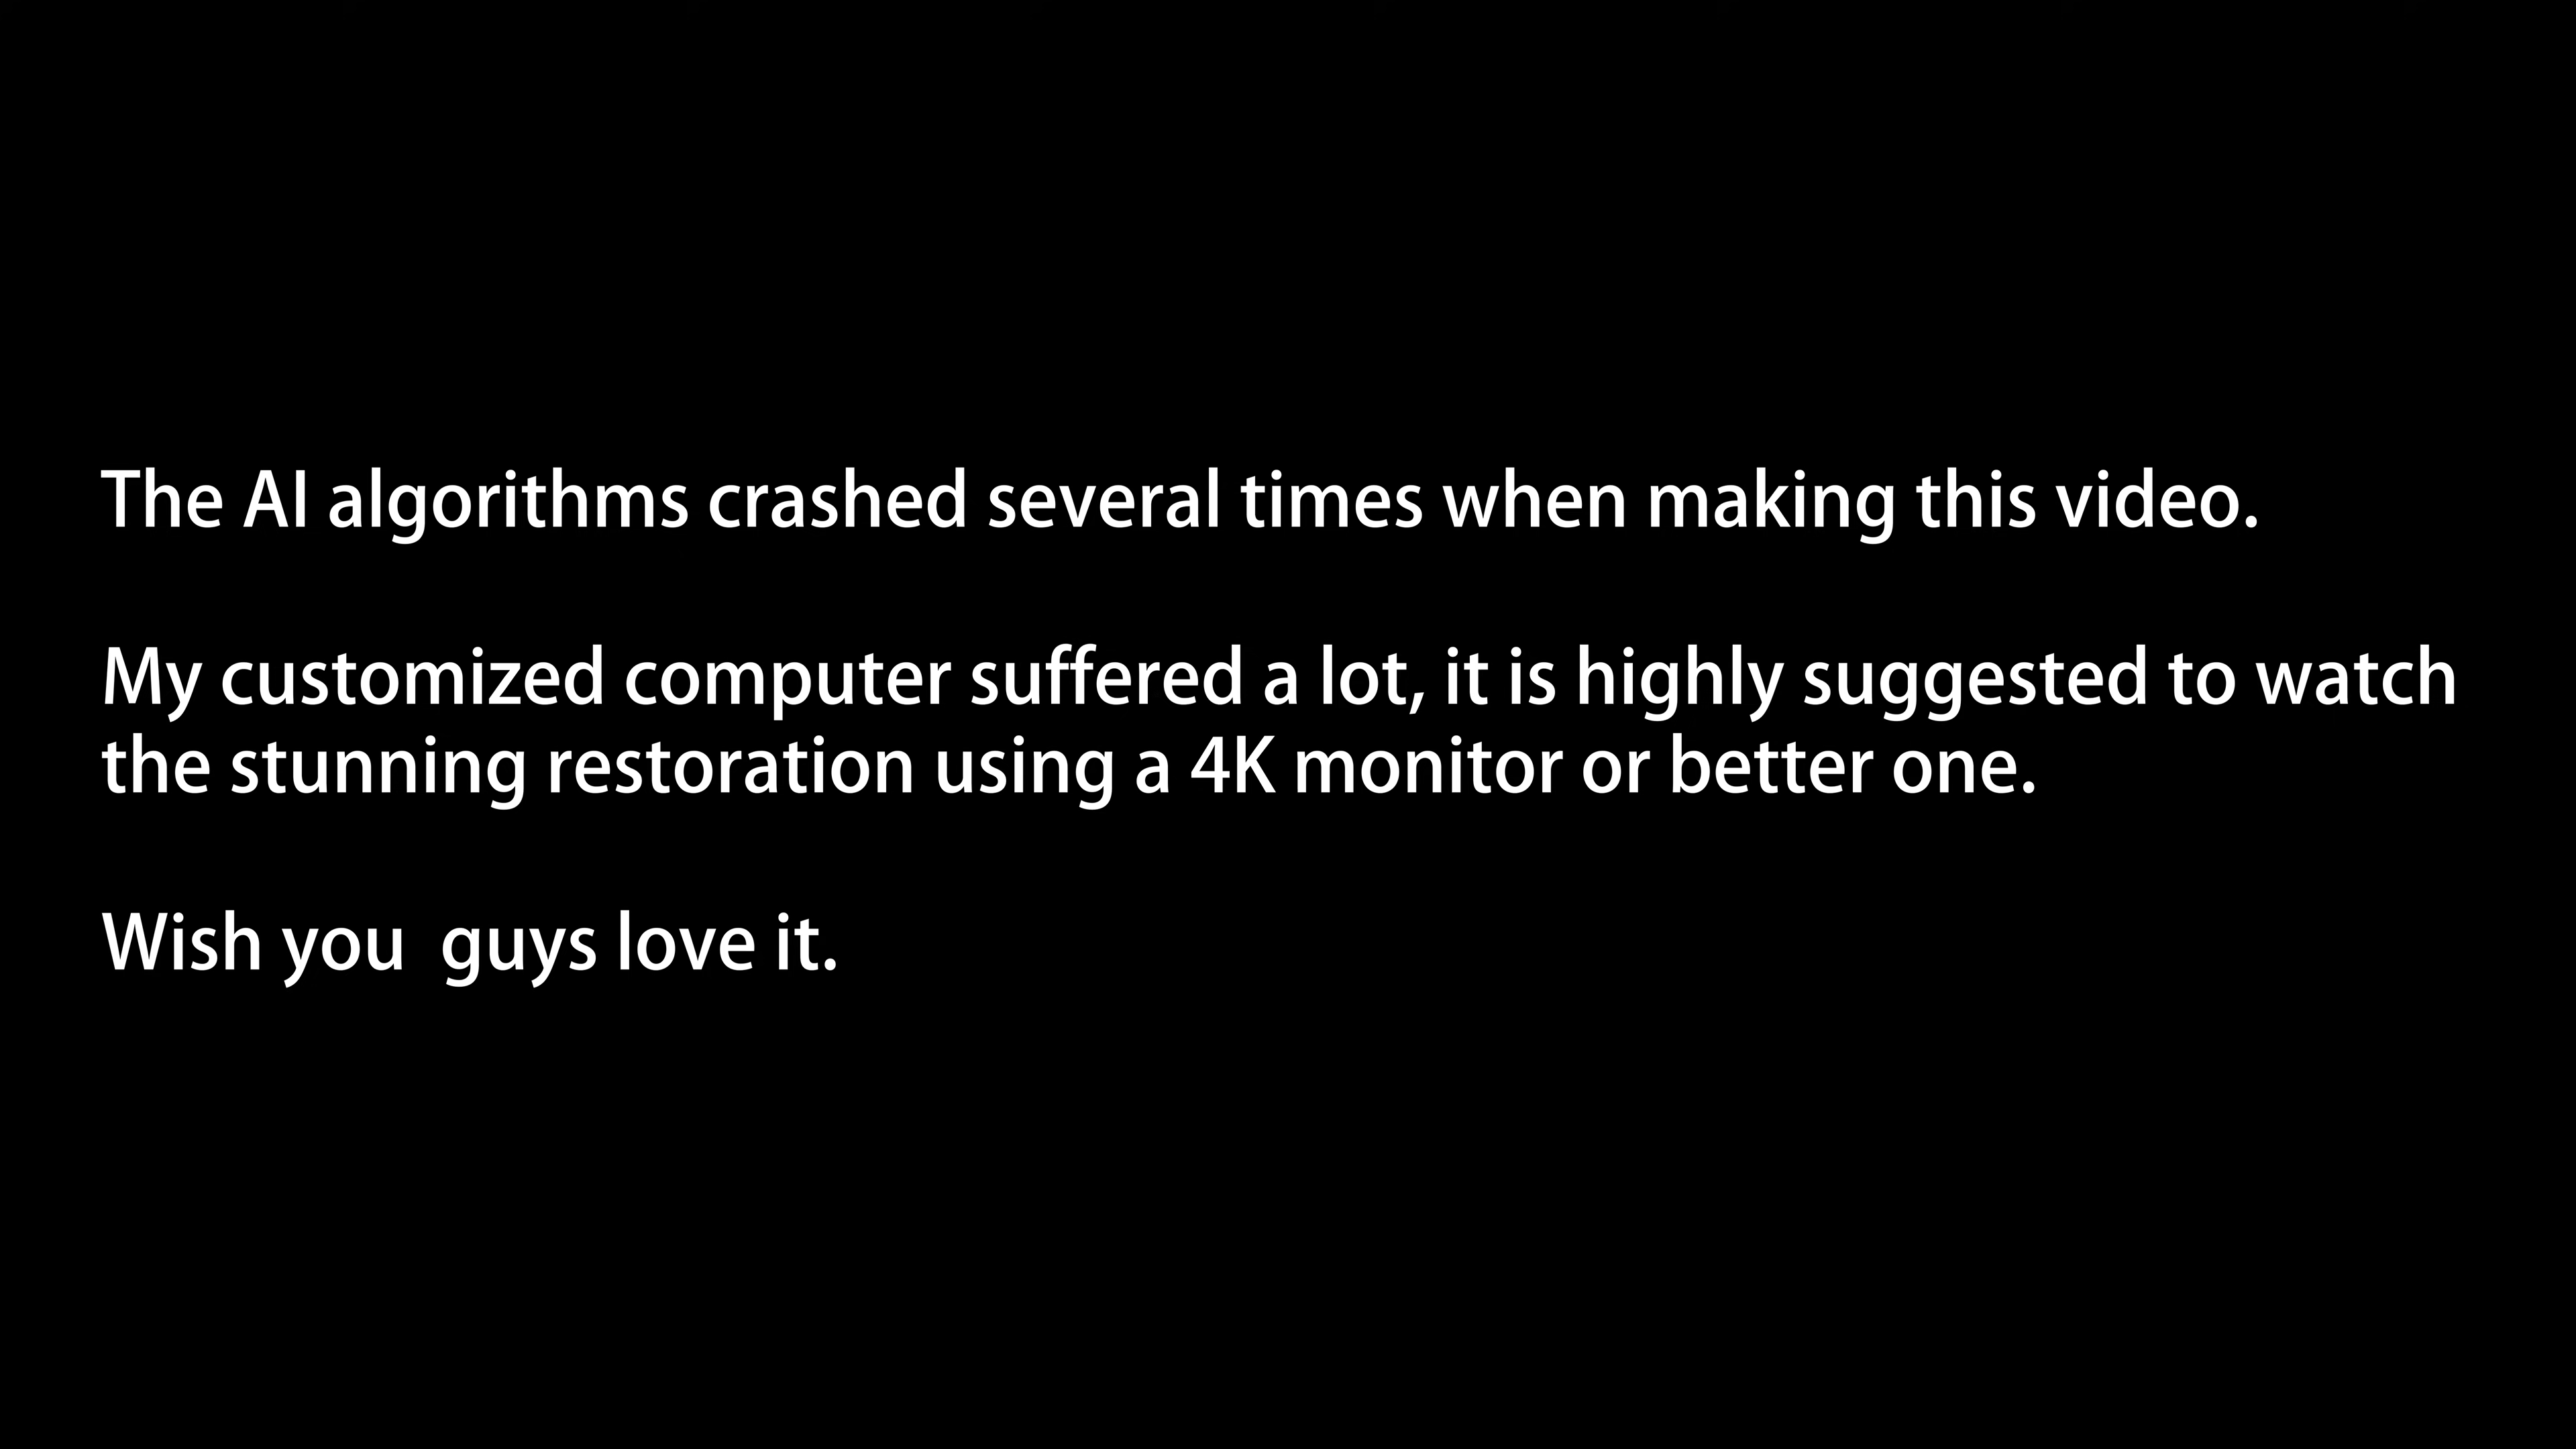 The AI algorithms crashed several times when making this video.
My customized computer suffered a lot, it is highly suggested to watch
the stunning restoration using a 4K monitor or better one.
Wish you  guys love it.